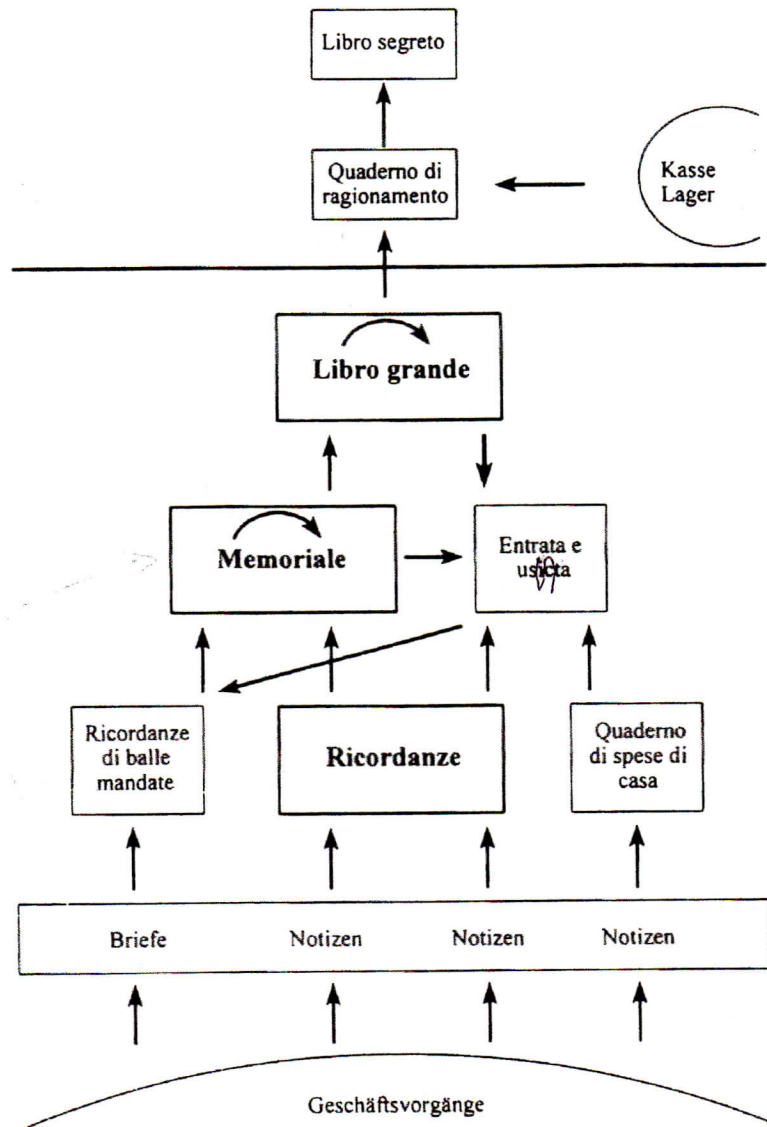 Libro segreto
Quaderno di
ragionamento
Kasse
Lager
Libro grande
Memoriale
Entrata e
Ricordanze
di balle
mandate
Ricordanze
Quaderno
di spese di
casa
Briefe
Notizen
Notizen
Notizen
Geschäftsvorgänge